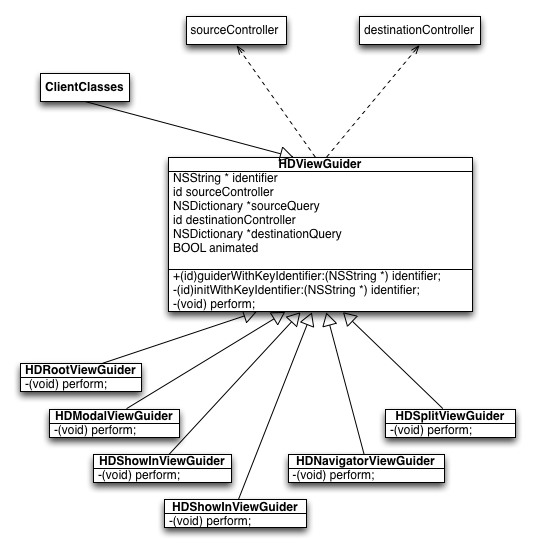 sourceController
destinationController
ClientClasses
HDViewGuider
NSString * identifier
id sourceController
NSDictionary *sourceQuery
id destinationController
NSDictionary *destinationQuery
BOOL animated
+(id)guiderWithKeyIdentifier:(NSString *) identifier;
-(id)initWithKeyIdentifier:(NSString *) identifier;
-(void) perform;
HDRootViewGuider
-(void) perform;
HDModalViewGuider
-(void) perform;
HDSplitViewGuider
-(void) perform;
HDShowInViewGuider
-(void) perform;
HDNavigatorViewGuider
-(void) perform;
HDShowInViewGuider
-(void) perform;